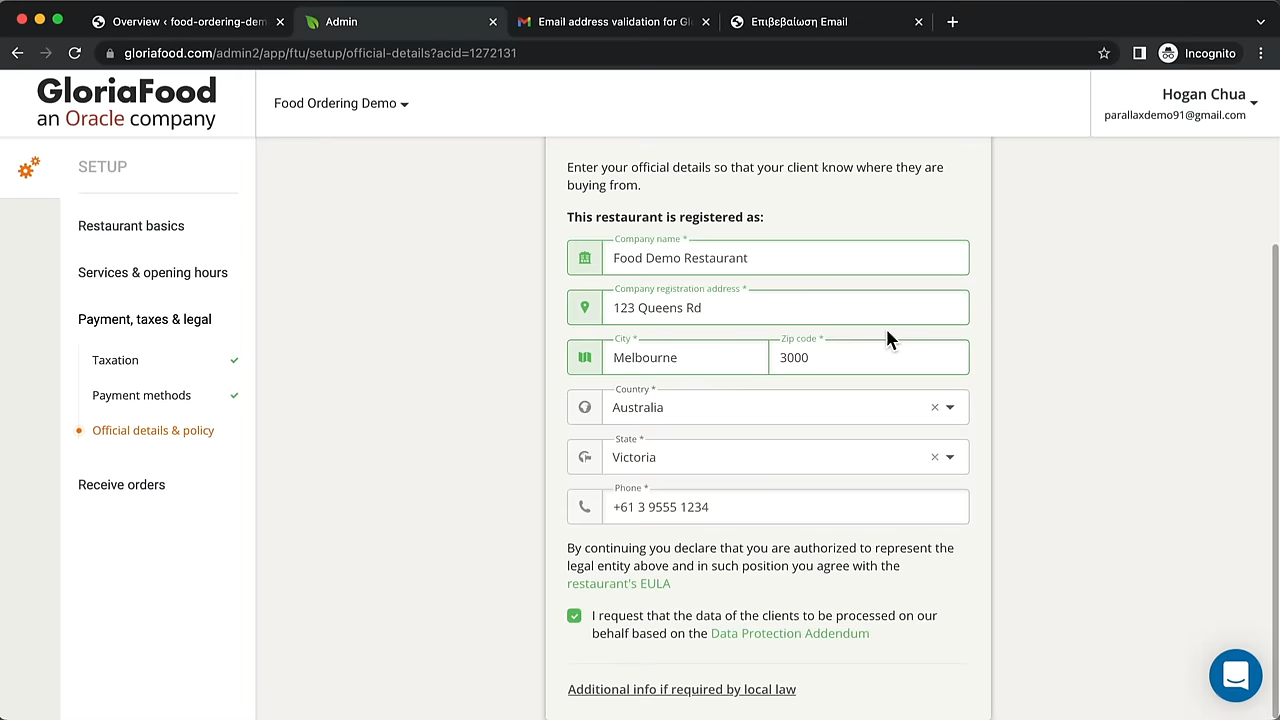 Overview ‹ food-ordering-dem
Admin
Email address validation for Gl
Επιβεβαίωση Email
gloriafood.com/admin2/app/ftu/setup/official-details?acid=1272131
Incognito
GloriaFood
an Oracle company
Food Ordering Demo
Hogan Chua
parallaxdemo91@gmail.com
SETUP
Restaurant basics
Services & opening hours
Payment, taxes & legal
Taxation
Payment methods
Official details & policy
Receive orders
Enter your official details so that your client know where they are
buying from.
This restaurant is registered as:
Company name *
Food Demo Restaurant
Company registration address *
123 Queens Rd
City *
Melbourne
Zip code *
3000
Country *
Australia
State *
Victoria
Phone *
+61 3 9555 1234
By continuing you declare that you are authorized to represent the
legal entity above and in such position you agree with the
restaurant's EULA
I request that the data of the clients to be processed on our
behalf based on the Data Protection Addendum
Additional info if required by local law